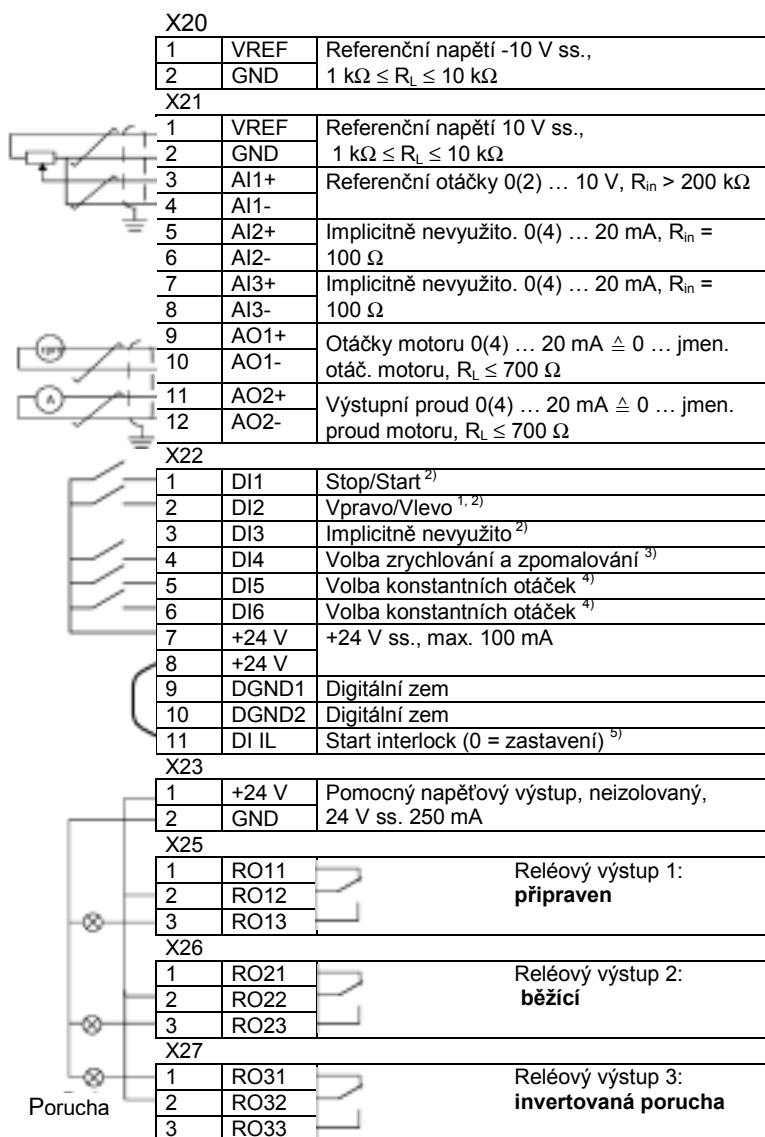 X20
1 VREF Referenční napětí -10 V ss.,
2 GND 1 kΩ ≤ R_L ≤ 10 kΩ
X21
1 VREF Referenční napětí 10 V ss.,
2 GND 1 kΩ ≤ R_L ≤ 10 kΩ
3 AI1+ Referenční otáčky 0(2) … 10 V, R_in > 200 kΩ
4 AI1-
5 AI2+ Implicitně nevyužito. 0(4) … 20 mA, R_in =
6 AI2- 100 Ω
7 AI3+ Implicitně nevyužito. 0(4) … 20 mA, R_in =
8 AI3- 100 Ω
9 AO1+ Otáčky motoru 0(4) … 20 mA ≙ 0 … jmen.
10 AO1- otáč. motoru, R_L ≤ 700 Ω
A
11 AO2+ Výstupní proud 0(4) … 20 mA ≙ 0 … jmen.
12 AO2- proud motoru, R_L ≤ 700 Ω
X22
1 DI1 Stop/Start 2)
2 DI2 Vpravo/Vlevo 1, 2)
3 DI3 Implicitně nevyužito 2)
4 DI4 Volba zrychlování a zpomalování 3)
5 DI5 Volba konstantních otáček 4)
6 DI6 Volba konstantních otáček 4)
7 +24 V +24 V ss., max. 100 mA
8 +24 V
9 DGND1 Digitální zem
10 DGND2 Digitální zem
11 DI IL Start interlock (0 = zastavení) 5)
X23
1 +24 V Pomocný napěťový výstup, neizolovaný,
2 GND 24 V ss. 250 mA
X25
1 RO11 Reléový výstup 1:
2 RO12 připraven
3 RO13
X26
1 RO21 Reléový výstup 2:
2 RO22 běžící
3 RO23
X27
1 RO31 Reléový výstup 3:
Porucha 2 RO32 invertovaná porucha
3 RO33